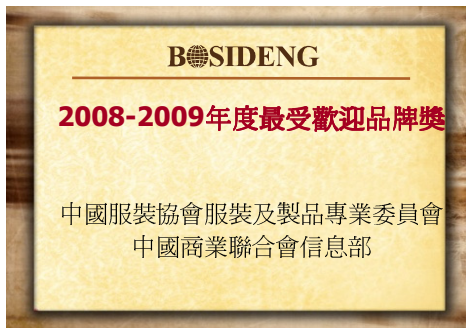 BOSIDENG
2008-2009年度最受歡迎品牌獎
中國服裝協會服裝及製品專業委員會
中國商業聯合會信息部